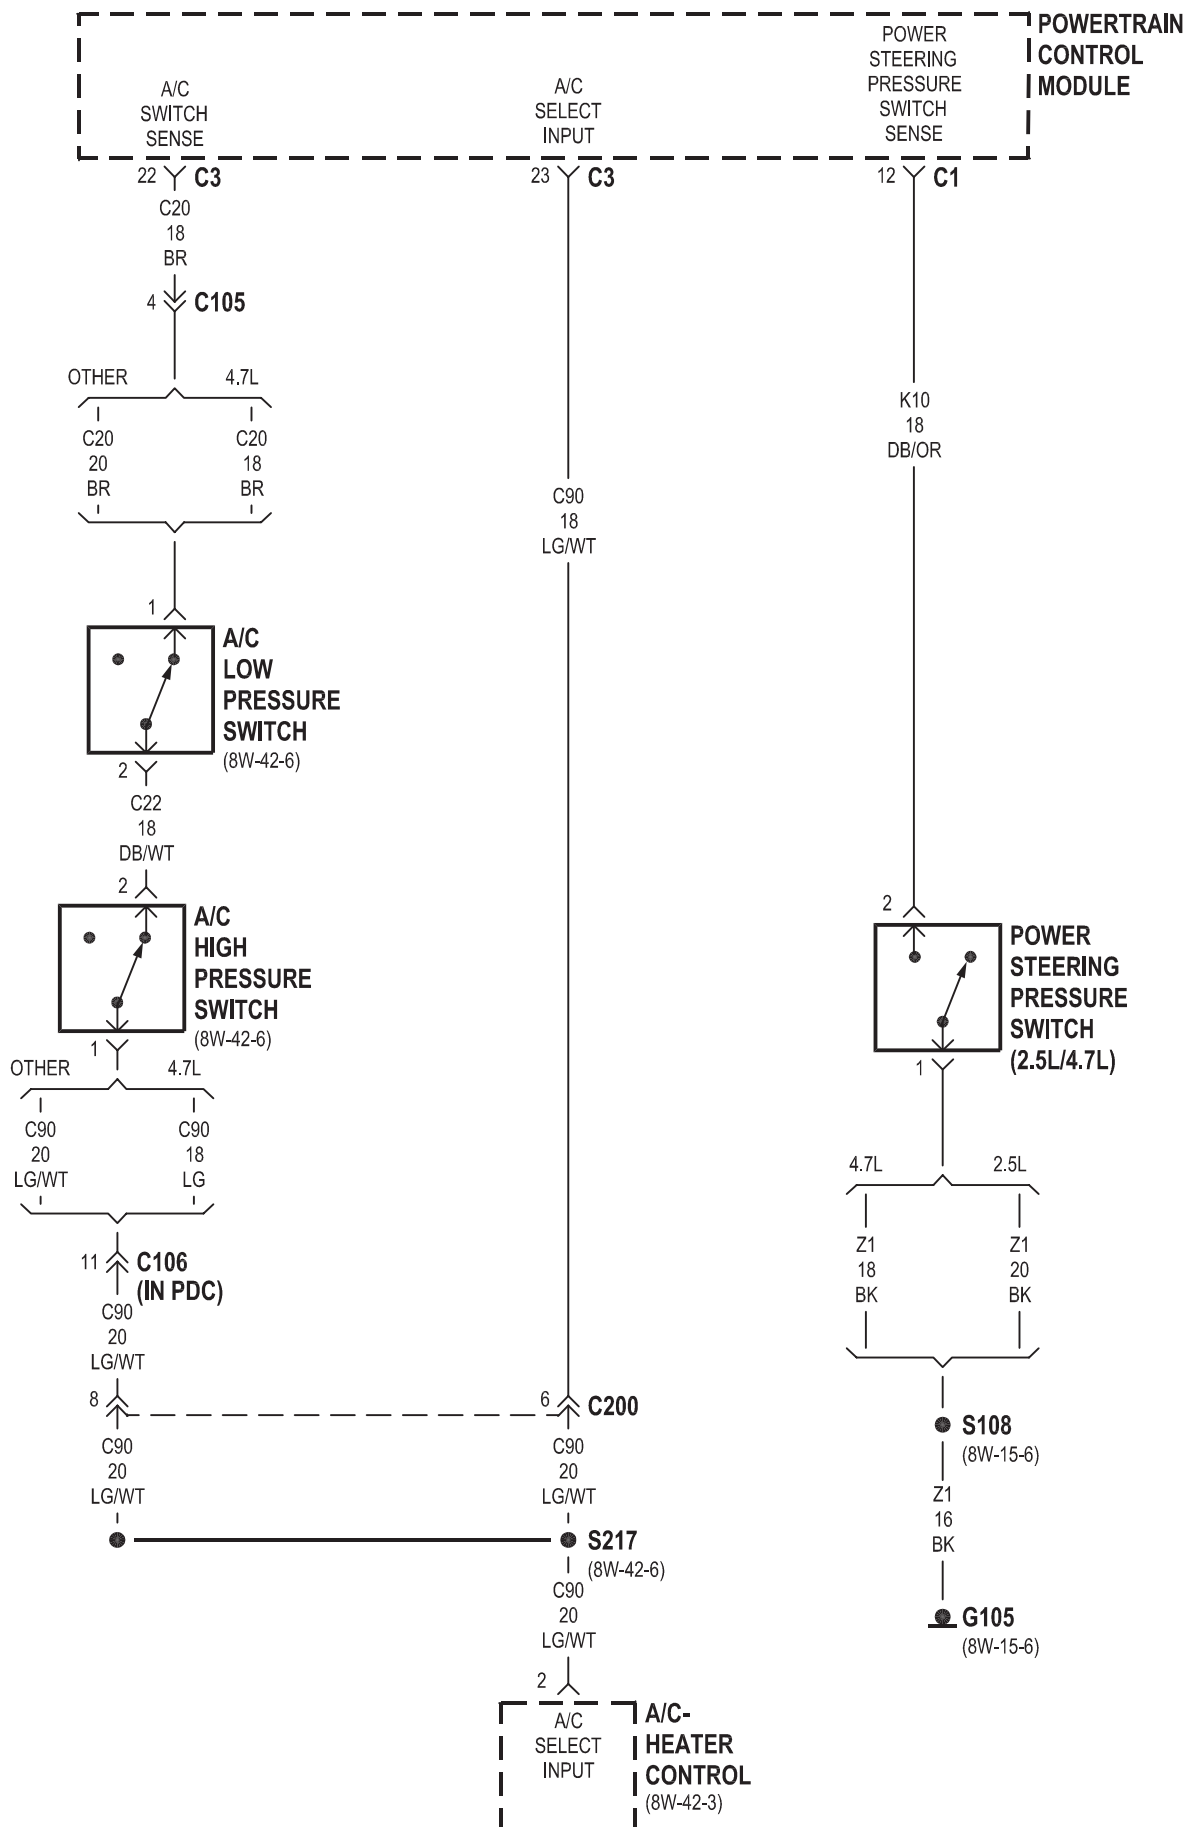 POWERTRAIN
CONTROL
MODULE
A/C
SWITCH
SENSE
A/C
SELECT
INPUT
POWER
STEERING
PRESSURE
SWITCH
SENSE
22 C3
23 C3
12 C1
C20
18
BR
4 C105
OTHER 4.7L
C20
20
BR
C20
18
BR
1
A/C
LOW
PRESSURE
SWITCH
(8W-42-6)
2
C22
18
DB/WT
2
A/C
HIGH
PRESSURE
SWITCH
(8W-42-6)
1
OTHER 4.7L
C90
20
LG/WT
C90
18
LG
11 C106
(IN PDC)
C90
20
LG/WT
8
C90
20
LG/WT
C90
18
LG/WT
6 C200
C90
20
LG/WT
S217
(8W-42-6)
C90
20
LG/WT
2
A/C
SELECT
INPUT
A/C-
HEATER
CONTROL
(8W-42-3)
K10
18
DB/OR
2
POWER
STEERING
PRESSURE
SWITCH
(2.5L/4.7L)
1
4.7L 2.5L
Z1
18
BK
Z1
20
BK
S108
(8W-15-6)
Z1
16
BK
G105
(8W-15-6)